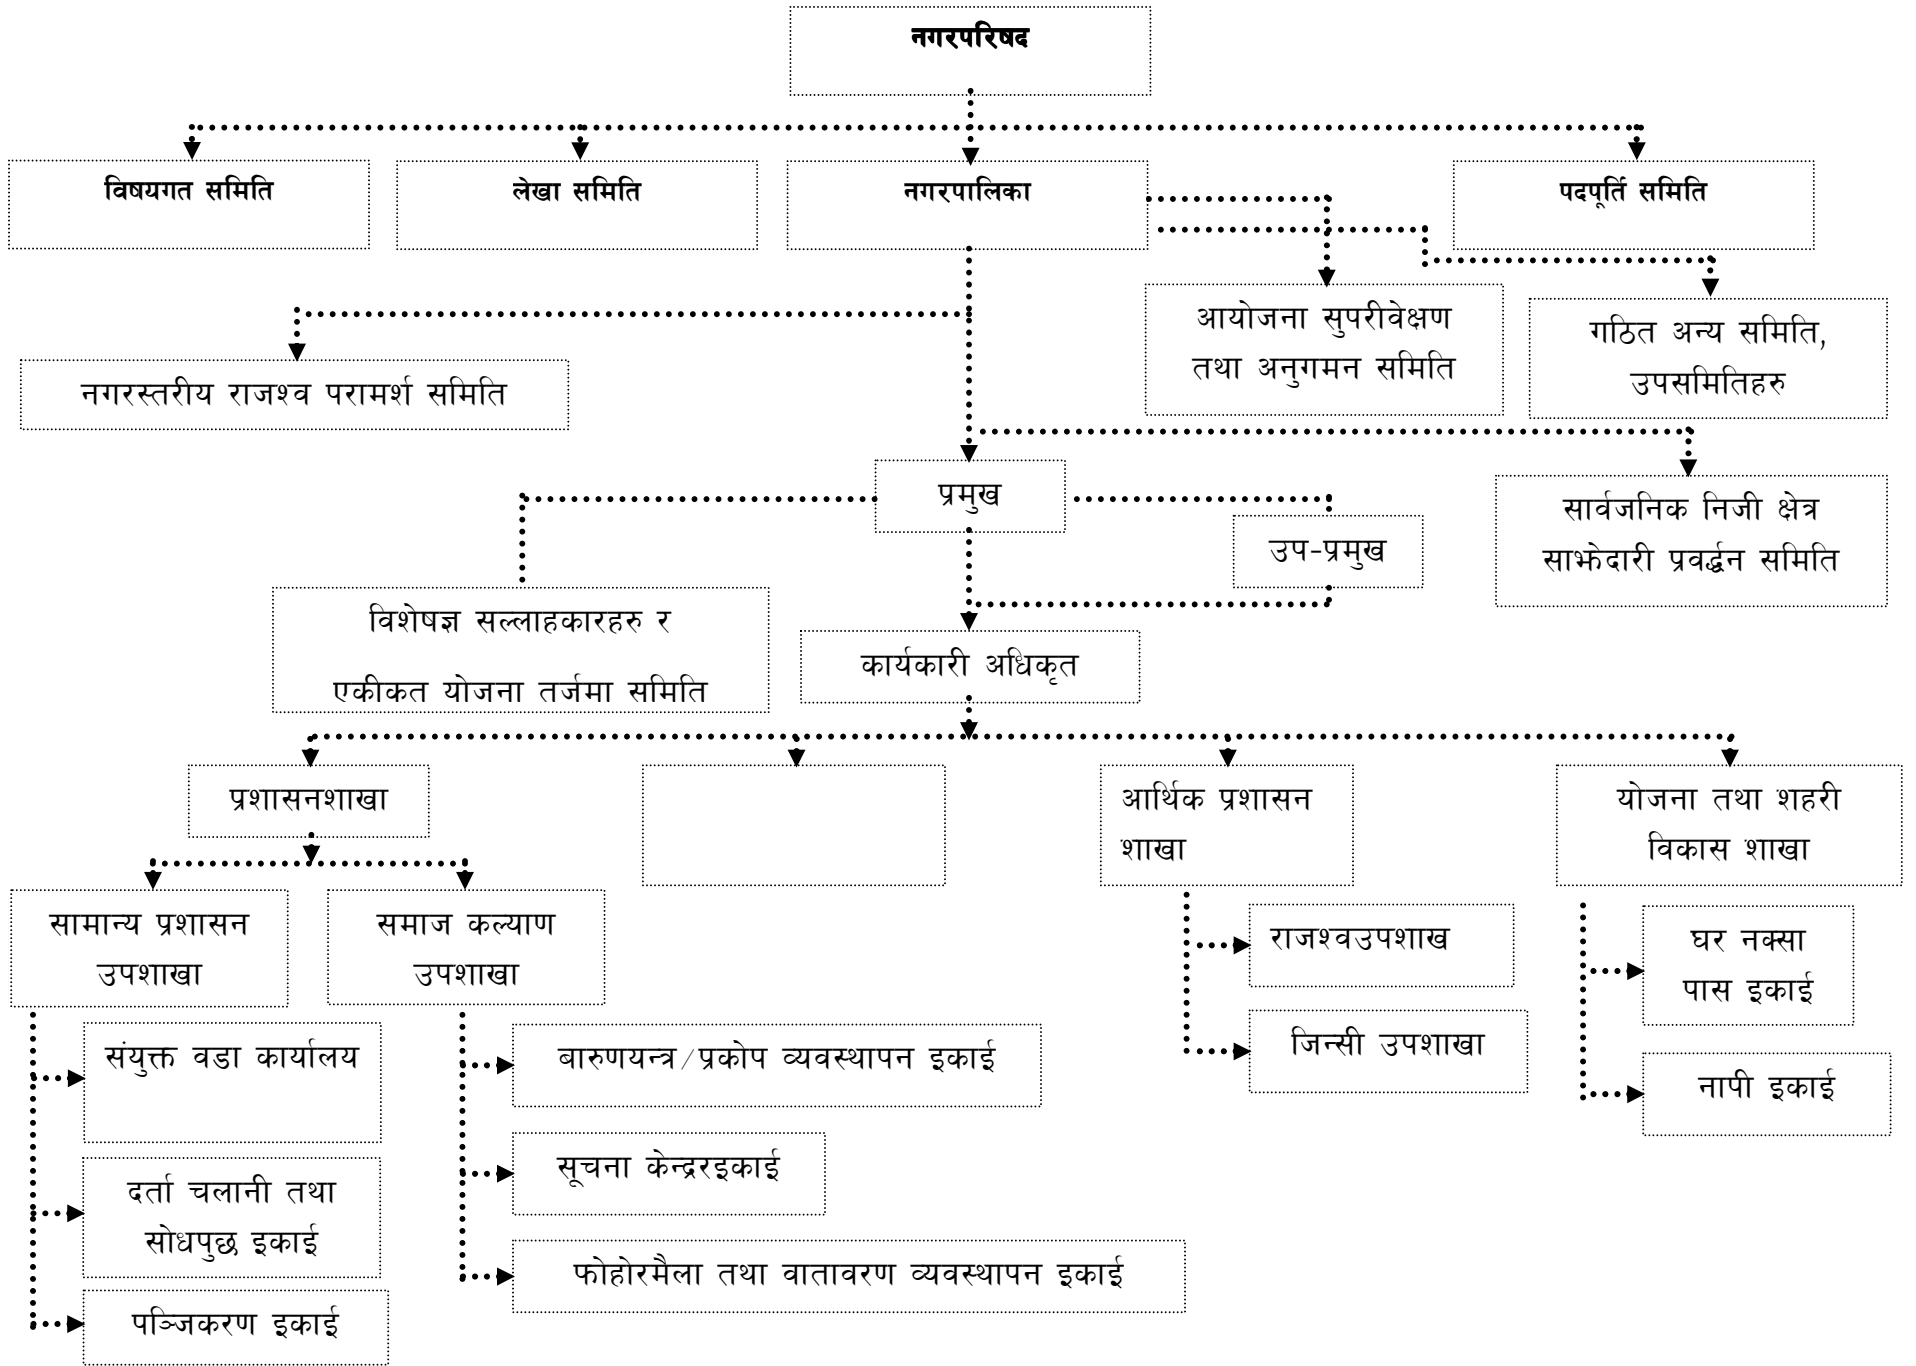 नगरपरिषद
विषयगत समिति
लेखा समिति
नगरपालिका
पदपूर्ति समिति
आयोजना सुपरीवेक्षण
तथा अनुगमन समिति
गठित अन्य समिति,
उपसमितिहरु
नगरस्तरीय राजश्व परामर्श समिति
प्रमुख
सार्वजनिक निजी क्षेत्र
साझेदारी प्रवर्द्धन समिति
उप-प्रमुख
विशेषज्ञ सल्लाहकारहरु र
एकीकत योजना तर्जमा समिति
कार्यकारी अधिकृत
प्रशासनशाखा
आर्थिक प्रशासन
शाखा
योजना तथा शहरी
विकास शाखा
सामान्य प्रशासन
उपशाखा
समाज कल्याण
उपशाखा
राजश्वउपशाख
घर नक्सा
पास इकाई
संयुक्त वडा कार्यालय
बारुणयन्त्र/प्रकोप व्यवस्थापन इकाई
जिन्सी उपशाखा
नापी इकाई
सूचना केन्द्ररइकाई
दर्ता चलानी तथा
सोधपुछ इकाई
फोहोरमैला तथा वातावरण व्यवस्थापन इकाई
पञ्जिकरण इकाई